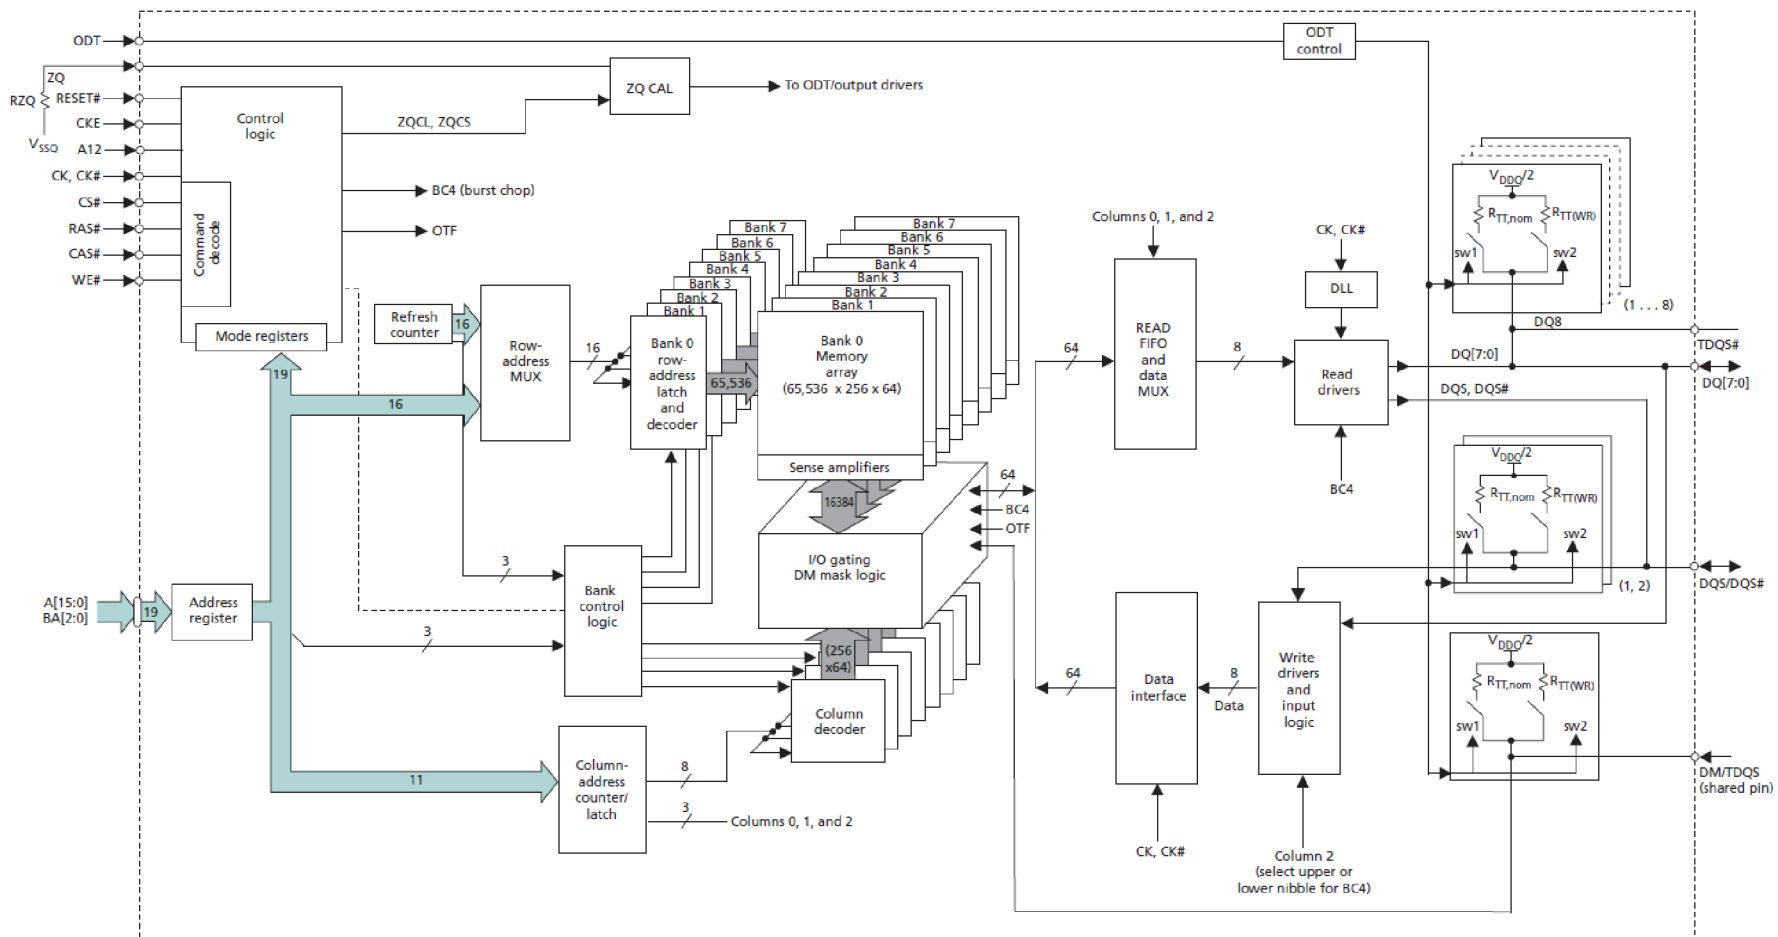 ODT
ODT
control
ZQ
RZQ
VSSQ
RESET#
CKE
A12
CK, CK#
CS#
RAS#
CAS#
WE#
Control
logic
Command
decode
Mode registers
ZQCL, ZQCS
ZQ CAL
To ODT/output drivers
BC4 (burst chop)
OTF
Refresh
counter
16
Row-
address
MUX
16
19
16
Bank 7
Bank 6
Bank 5
Bank 4
Bank 3
Bank 2
Bank 1
Bank 0
row-
address
latch
and
decoder
65,536
Bank 7
Bank 6
Bank 5
Bank 4
Bank 3
Bank 2
Bank 1
Bank 0
Memory
array
(65,536 x 256 x 64)
Sense amplifiers
16384
I/O gating
DM mask logic
64
BC4
OTF
A[15:0]
BA[2:0]
19
Address
register
3
3
Bank
control
logic
(256
x64)
Column
decoder
11
Column-
address
counter/
latch
8
3
Columns 0, 1, and 2
Columns 0, 1, and 2
64
READ
FIFO
and
data
MUX
8
CK, CK#
DLL
Read
drivers
BC4
DQ[7:0]
DQS, DQS#
64
Data
interface
CK, CK#
8
Data
Write
drivers
and
input
logic
Column 2
(select upper or
lower nibble for BC4)
VDDQ/2
RTT,nom
RTT(WR)
sw1
sw2
(1 . . . 8)
DQ8
TDQS#
DQ[7:0]
VDDQ/2
RTT,nom
RTT(WR)
sw1
sw2
(1, 2)
DQS/DQS#
VDDQ/2
RTT,nom
RTT(WR)
sw1
sw2
DM/TDQS
(shared pin)